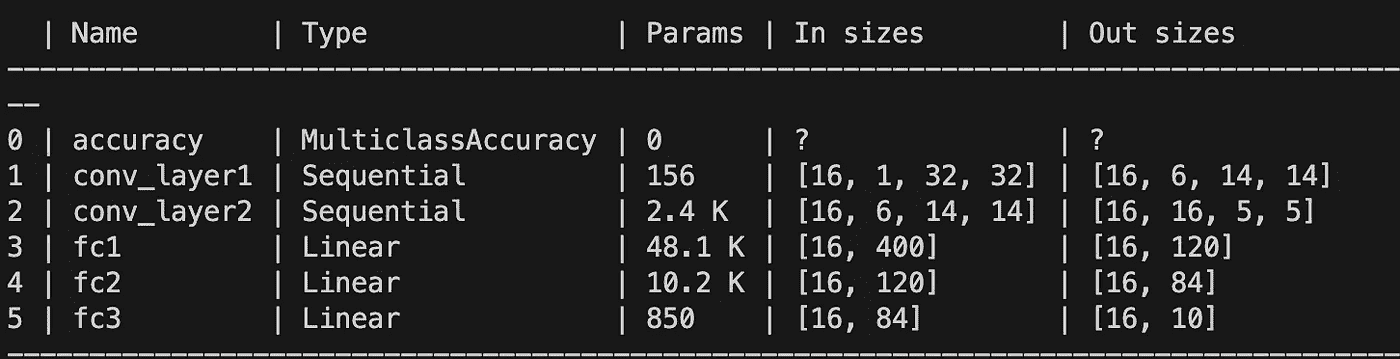 | Name        | Type               | Params | In sizes        | Out sizes
--------------------------------------------------------------------------------------
--
0 | accuracy    | MulticlassAccuracy | 0      | ?               | ?
1 | conv_layer1 | Sequential         | 156    | [16, 1, 32, 32] | [16, 6, 14, 14]
2 | conv_layer2 | Sequential         | 2.4 K  | [16, 6, 14, 14] | [16, 16, 5, 5]
3 | fc1         | Linear             | 48.1 K | [16, 400]       | [16, 120]
4 | fc2         | Linear             | 10.2 K | [16, 120]       | [16, 84]
5 | fc3         | Linear             | 850    | [16, 84]        | [16, 10]
--------------------------------------------------------------------------------------